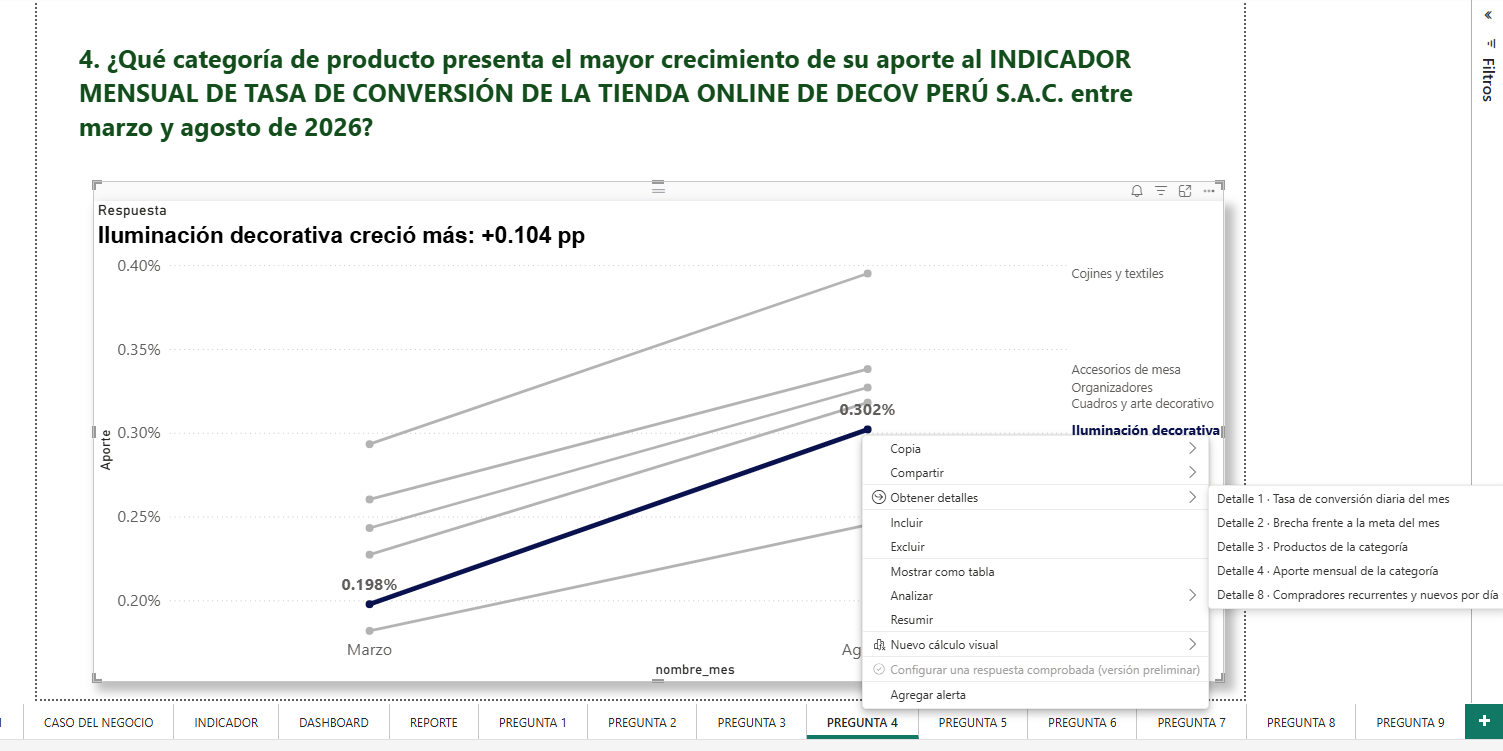 4. ¿Qué categoría de producto presenta el mayor crecimiento de su aporte al INDICADOR
MENSUAL DE TASA DE CONVERSIÓN DE LA TIENDA ONLINE DE DECOV PERÚ S.A.C. entre
marzo y agosto de 2026?
«
Filtros
Respuesta
Iluminación decorativa creció más: +0.104 pp
0.40%
0.35%
0.30%
0.25%
0.20%
Aporte
Cojines y textiles
Accesorios de mesa
Organizadores
Cuadros y arte decorativo
Iluminación decorativa
0.302%
0.198%
Marzo
Ag
nombre_mes
Copia
Compartir
Obtener detalles
Incluir
Excluir
Mostrar como tabla
Analizar
Resumir
Nuevo cálculo visual
Configurar una respuesta comprobada (versión preliminar)
Agregar alerta
Detalle 1 · Tasa de conversión diaria del mes
Detalle 2 · Brecha frente a la meta del mes
Detalle 3 · Productos de la categoría
Detalle 4 · Aporte mensual de la categoría
Detalle 8 · Compradores recurrentes y nuevos por día
CASO DEL NEGOCIO
INDICADOR
DASHBOARD
REPORTE
PREGUNTA 1
PREGUNTA 2
PREGUNTA 3
PREGUNTA 4
PREGUNTA 5
PREGUNTA 6
PREGUNTA 7
PREGUNTA 8
PREGUNTA 9
+